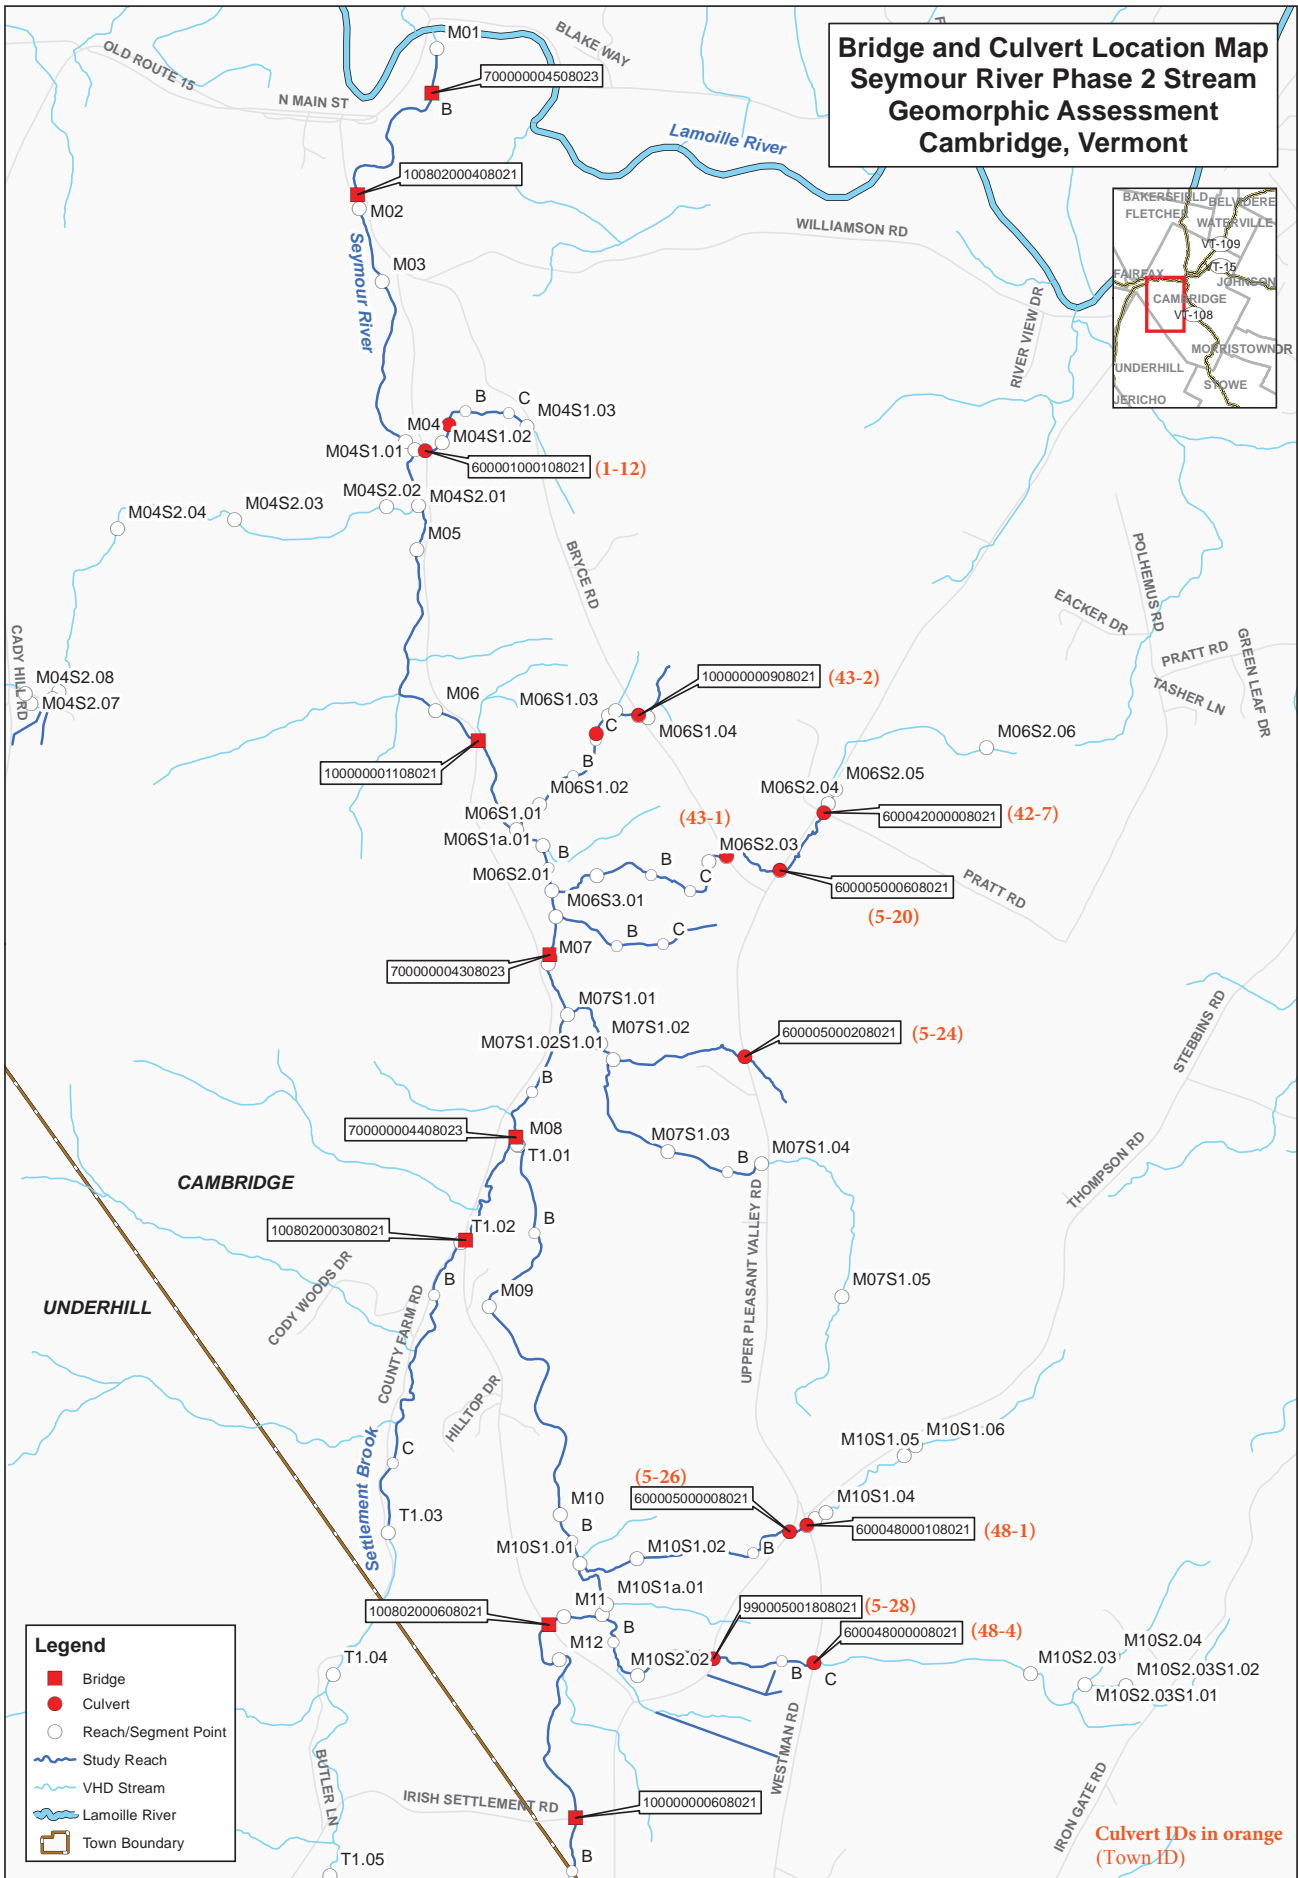 Bridge and Culvert Location Map
Seymour River Phase 2 Stream
Geomorphic Assessment
Cambridge, Vermont
M01
BLAKE WAY
OLD ROUTE 15
N MAIN ST
700000004508023
B
Lamoille River
100802000408021
M02
WILLIAMSON RD
Seymour River
M03
RIVER VIEW DR
BAKERSFIELD
BELVIDERE
FLETCHER
WATERVILLE
VT-109
FAIRFAX
VT-15
JOHNSON
CAMBRIDGE
VT-108
MORRISTOWN
DR
UNDERHILL
STOWE
JERICHO
B
C
M04S1.03
M04
M04S1.02
M04S1.01
600001000108021
(1-12)
M04S2.02
M04S2.01
M04S2.03
M04S2.04
M05
BRYCE RD
POLHEMUS RD
EACKER DR
PRATT RD
GREEN LEAF DR
TASHER LN
CADY HILL RD
M04S2.08
M04S2.07
M06
M06S1.03
100000000908021
(43-2)
C
M06S1.04
M06S2.06
100000001108021
B
M06S1.02
M06S2.05
M06S2.04
M06S1.01
(43-1)
600042000008021
(42-7)
M06S1a.01
B
M06S2.03
M06S2.01
B
C
600005000608021
(5-20)
PRATT RD
M06S3.01
B
C
M07
700000004308023
M07S1.01
M07S1.02
M07S1.02S1.01
600005000208021
(5-24)
STEBBINS RD
B
700000004408023
M08
T1.01
M07S1.03
B
M07S1.04
THOMPSON RD
CAMBRIDGE
UPPER PLEASANT VALLEY RD
100802000308021
T1.02
B
CODY WOODS DR
B
M09
M07S1.05
UNDERHILL
COUNTY FARM RD
HILLTOP DR
Settlement Brook
C
M10S1.05
M10S1.06
(5-26)
600005000008021
M10
M10S1.04
T1.03
B
600048000108021
(48-1)
M10S1.01
M10S1.02
B
M10S1a.01
M11
100802000608021
990005001808021
(5-28)
B
600048000008021
(48-4)
M12
M10S2.02
B
C
M10S2.03
M10S2.04
M10S2.03S1.02
M10S2.03S1.01
T1.04
WESTMAN RD
BUTLER LN
IRISH SETTLEMENT RD
100000000608021
IRON GATE RD
B
T1.05
Legend
Bridge
Culvert
Reach/Segment Point
Study Reach
VHD Stream
Lamoille River
Town Boundary
Culvert IDs in orange
(Town ID)